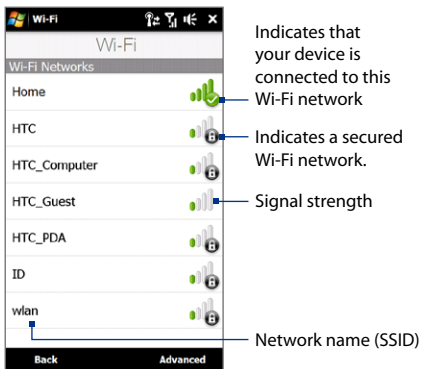 Wi-Fi
Wi-Fi
Wi-Fi Networks
Home
HTC
HTC_Computer
HTC_Guest
HTC_PDA
ID
wlan
Back Advanced
Indicates that
your device is
connected to this
Wi-Fi network
Indicates a secured
Wi-Fi network.
Signal strength
Network name (SSID)